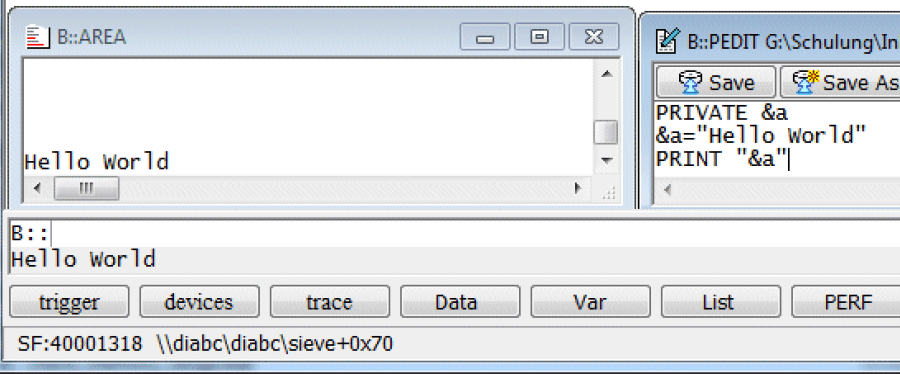 B::AREA
Hello World
B::PEDIT G:\Schulung\In
Save
Save As
PRIVATE &a
&a="Hello World"
PRINT "&a"
B::
Hello World
trigger
devices
trace
Data
Var
List
PERF
SF:40001318 \\diabc\diabc\sieve+0x70